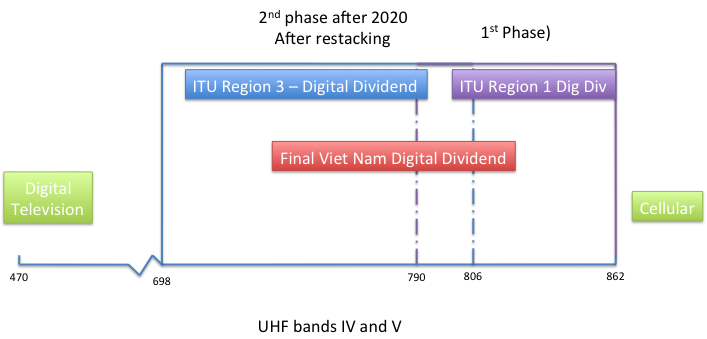 2nd phase after 2020
After restacking
1st Phase)
ITU Region 3 – Digital Dividend
ITU Region 1 Dig Div
Final Viet Nam Digital Dividend
Digital
Television
Cellular
470
698
790
806
862
UHF bands IV and V